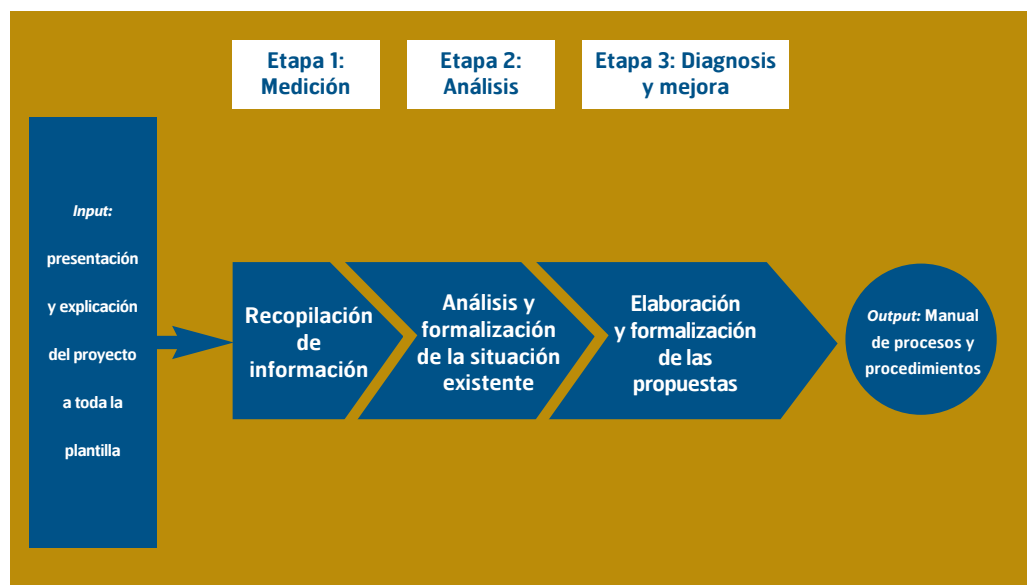 Etapa 1:
Medición
Etapa 2:
Análisis
Etapa 3: Diagnosis
y mejora
Input:
presentación
y explicación
del proyecto
a toda la
plantilla
Recopilación
de
información
Análisis y
formalización
de la situación
existente
Elaboración
y formalización
de las
propuestas
Output: Manual
de procesos y
procedimientos